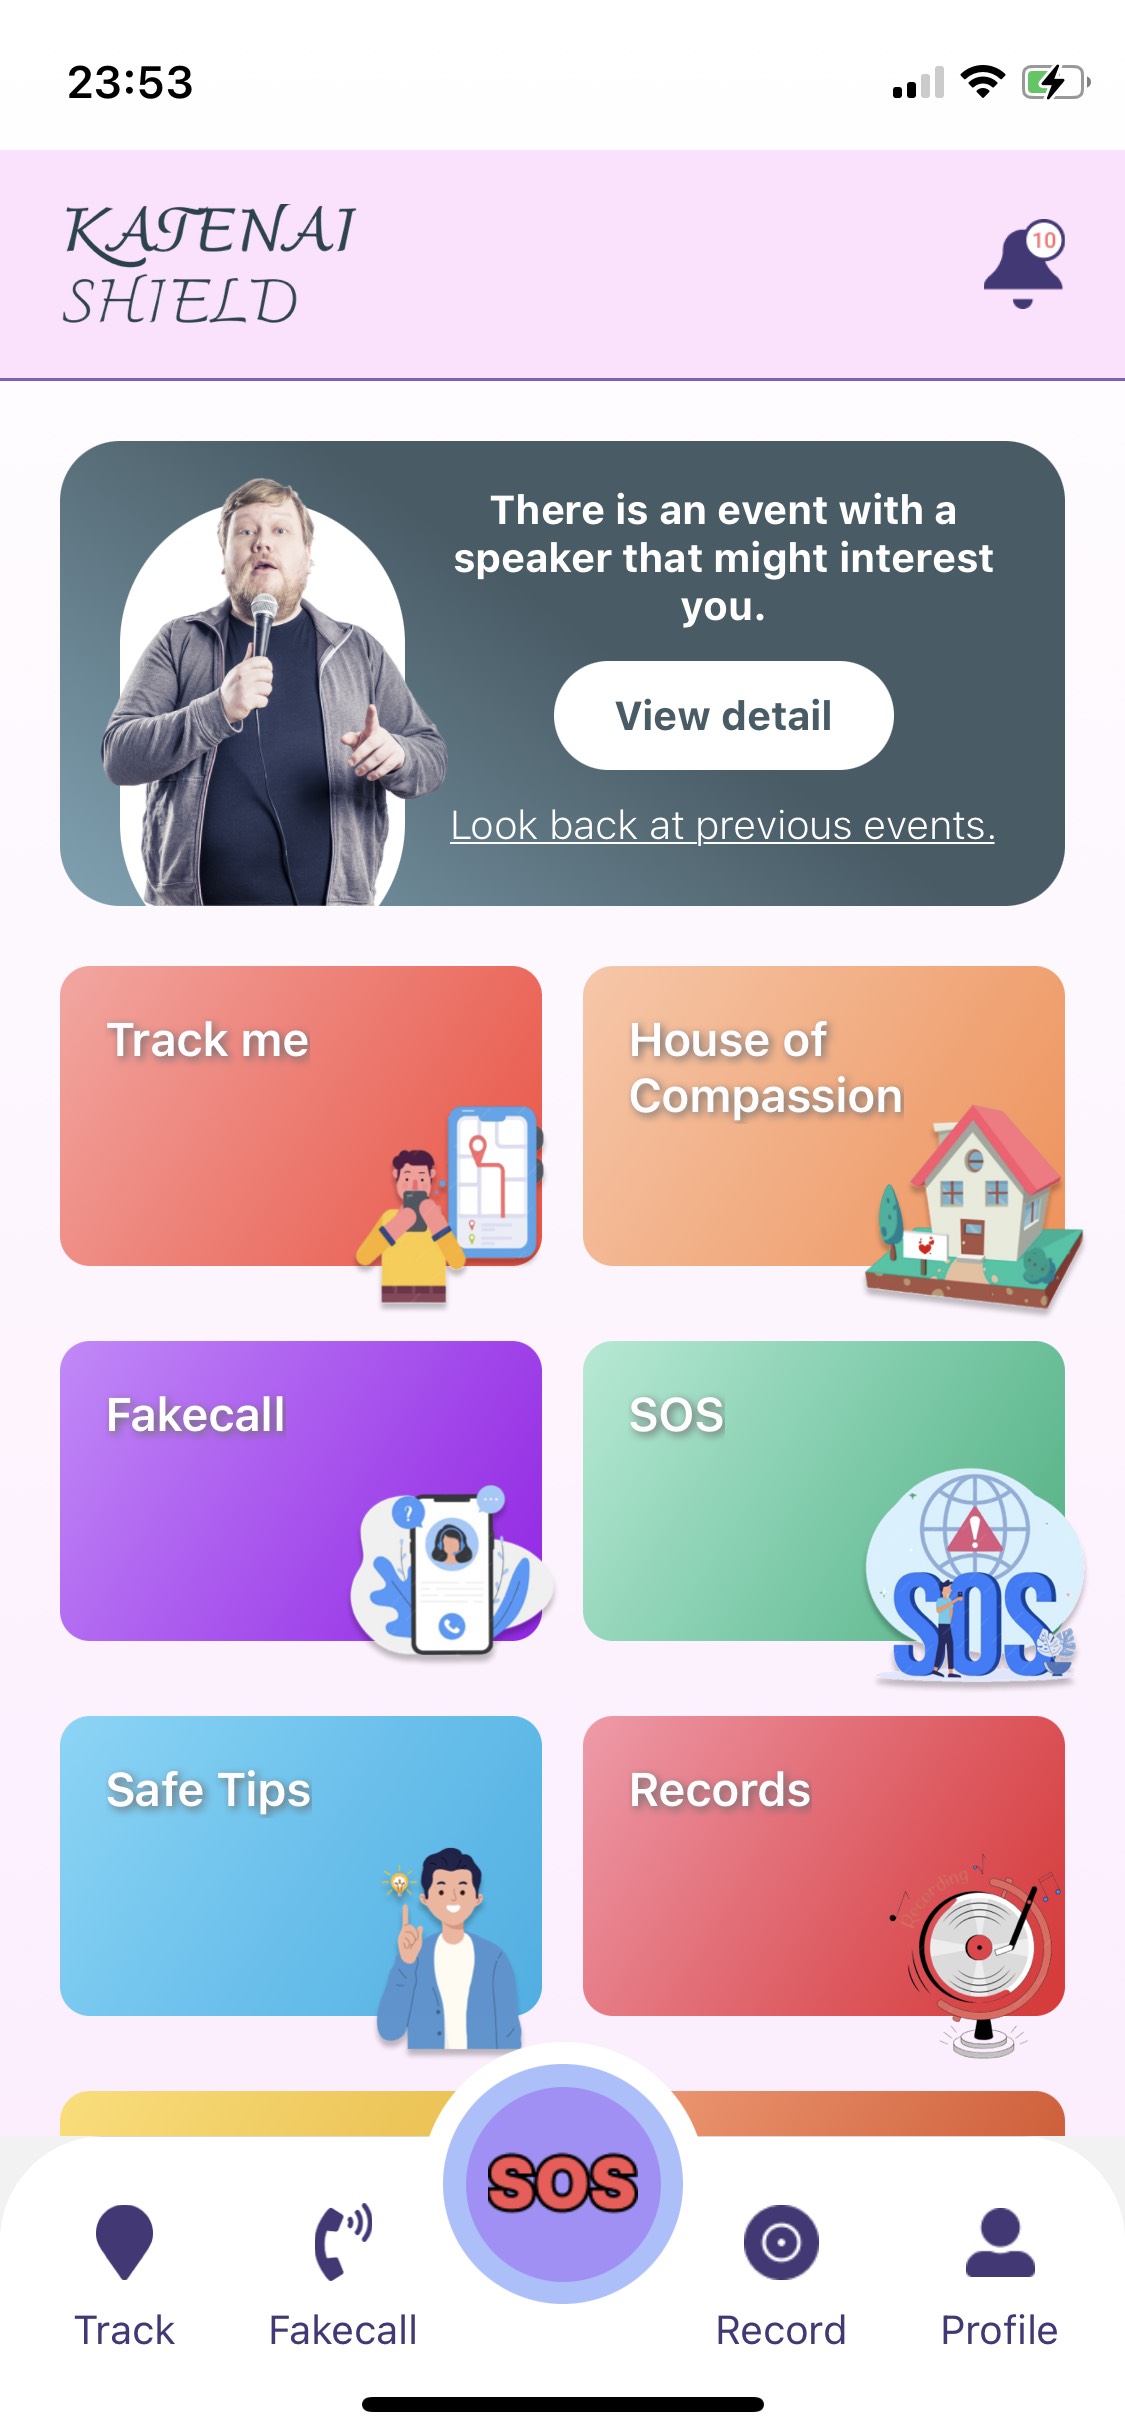 23:53
KATENAI
SHIELD
10
There is an event with a
speaker that might interest
you.
View detail
Look back at previous events.
Track me
House of
Compassion
Fakecall
?
SOS
SOS
Safe Tips
Records
Recording
SOS
Track
Fakecall
Record
Profile